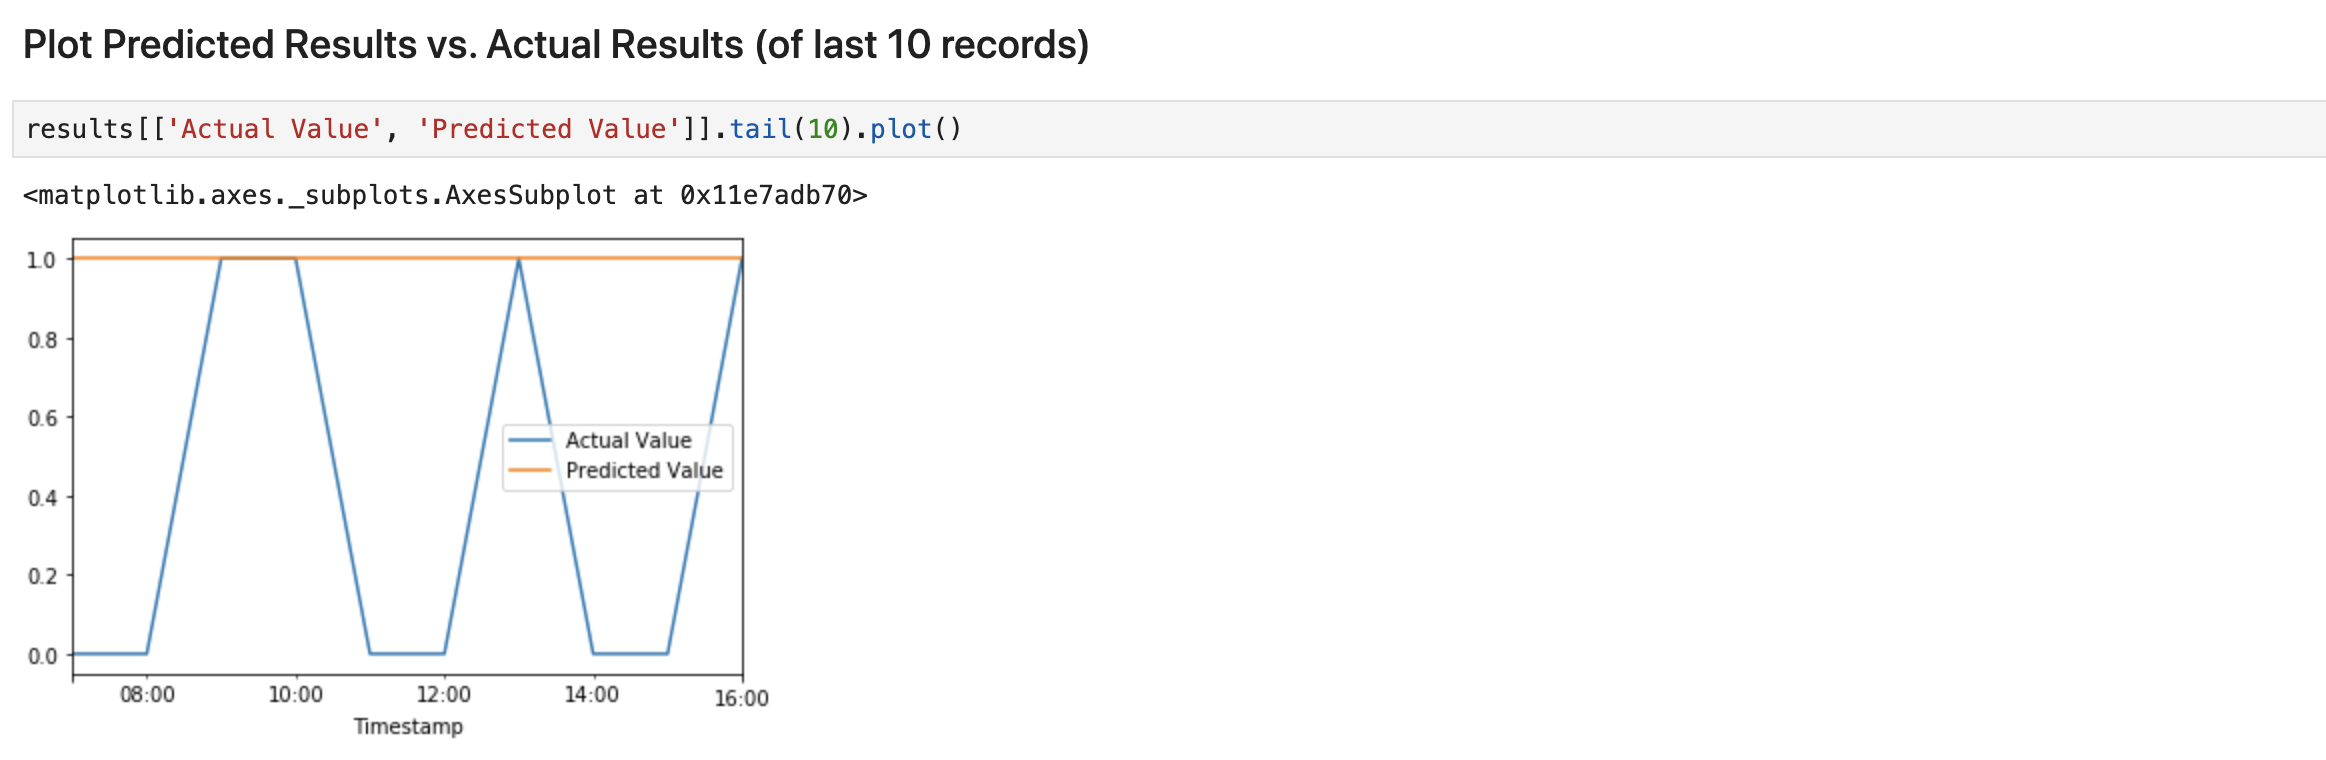 Plot Predicted Results vs. Actual Results (of last 10 records)
results[['Actual Value', 'Predicted Value']].tail(10).plot()
<matplotlib.axes._subplots.AxesSubplot at 0x11e7adb70>
1.0
0.8
0.6
0.4
0.2
0.0
Actual Value
Predicted Value
08:00 10:00 12:00 14:00 16:00
Timestamp